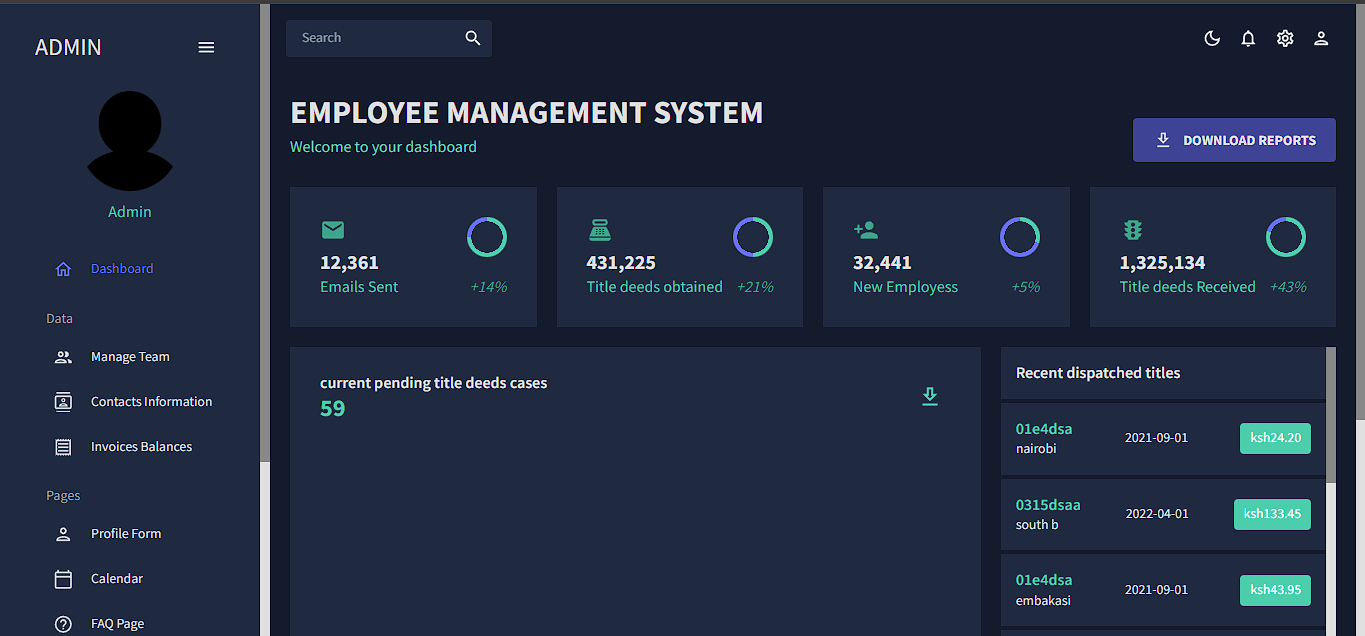 ADMIN
Search
EMPLOYEE MANAGEMENT SYSTEM
Welcome to your dashboard
DOWNLOAD REPORTS
Admin
Dashboard
Data
Manage Team
Contacts Information
Invoices Balances
Pages
Profile Form
Calendar
FAQ Page
12,361
Emails Sent +14%
431,225
Title deeds obtained +21%
32,441
New Employess +5%
1,325,134
Title deeds Received +43%
current pending title deeds cases
59
Recent dispatched titles
01e4dsa
nairobi
2021-09-01
ksh24.20
0315dsaa
south b
2022-04-01
ksh133.45
01e4dsa
embakasi
2021-09-01
ksh43.95